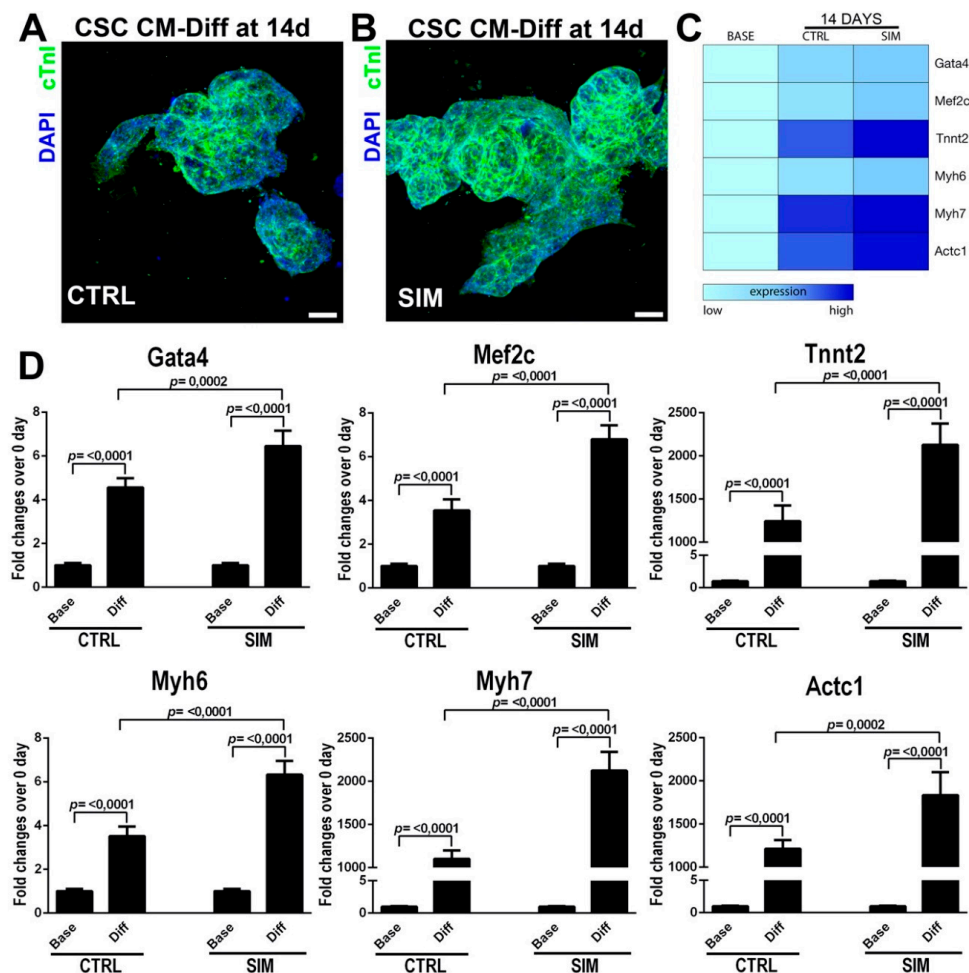 A
CSC CM-Diff at 14d
DAPI cTnI
CTRL
B
CSC CM-Diff at 14d
DAPI cTnI
SIM
C
14 DAYS
BASE CTRL SIM
Gata4
Mef2c
Tnnt2
Myh6
Myh7
Actc1
expression
low high
D
Gata4
Fold changes over 0 day
8
6
4
2
0
p= 0,0002
p= <0,0001
p= <0,0001
Base Diff Base Diff
CTRL SIM
Mef2c
Fold changes over 0 day
8
6
4
2
0
p= <0,0001
p= <0,0001
p= <0,0001
Base Diff Base Diff
CTRL SIM
Tnnt2
Fold changes over 0 day
2500
2000
1500
1000
5
0
p= <0,0001
p= <0,0001
p= <0,0001
Base Diff Base Diff
CTRL SIM
Myh6
Fold changes over 0 day
8
6
4
2
0
p= <0,0001
p= <0,0001
p= <0,0001
Base Diff Base Diff
CTRL SIM
Myh7
Fold changes over 0 day
2500
2000
1500
1000
5
0
p= <0,0001
p= <0,0001
p= <0,0001
Base Diff Base Diff
CTRL SIM
Actc1
Fold changes over 0 day
2500
2000
1500
1000
5
0
p= 0,0002
p= <0,0001
p= <0,0001
Base Diff Base Diff
CTRL SIM